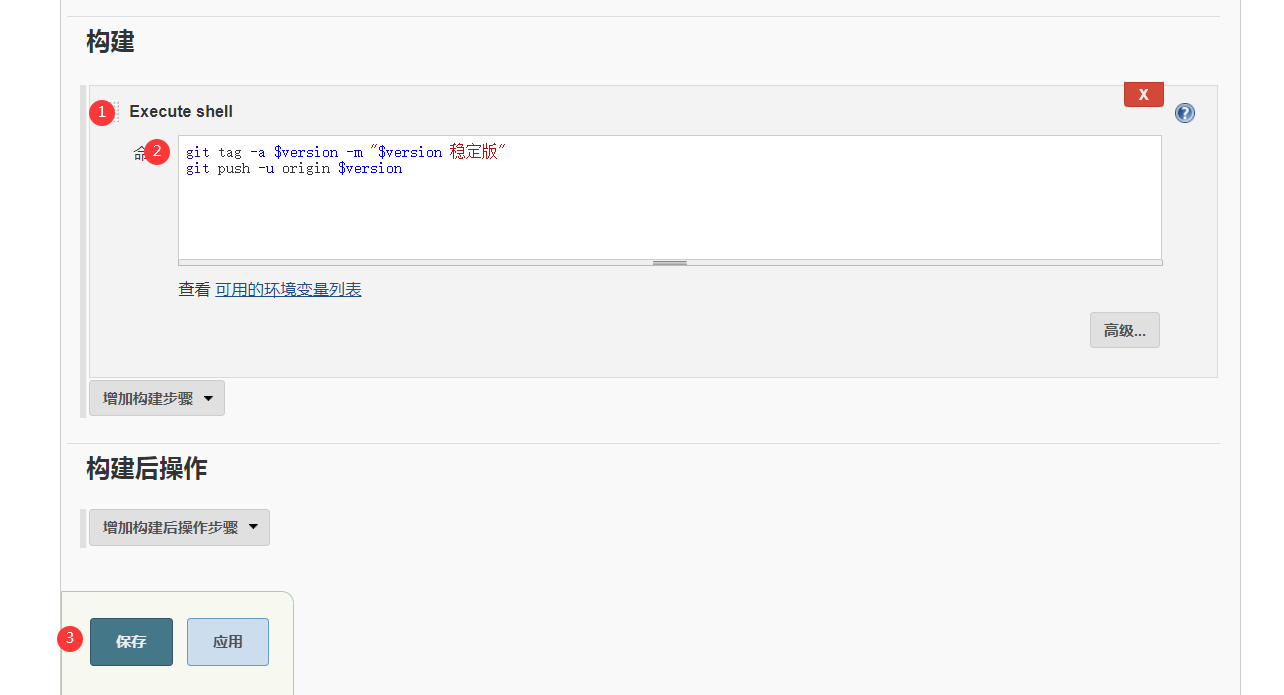 构建
1
Execute shell
X
?
命
2
git tag -a $version -m "$version 稳定版"
git push -u origin $version
查看 可用的环境变量列表
高级...
增加构建步骤
构建后操作
增加构建后操作步骤
3
保存
应用